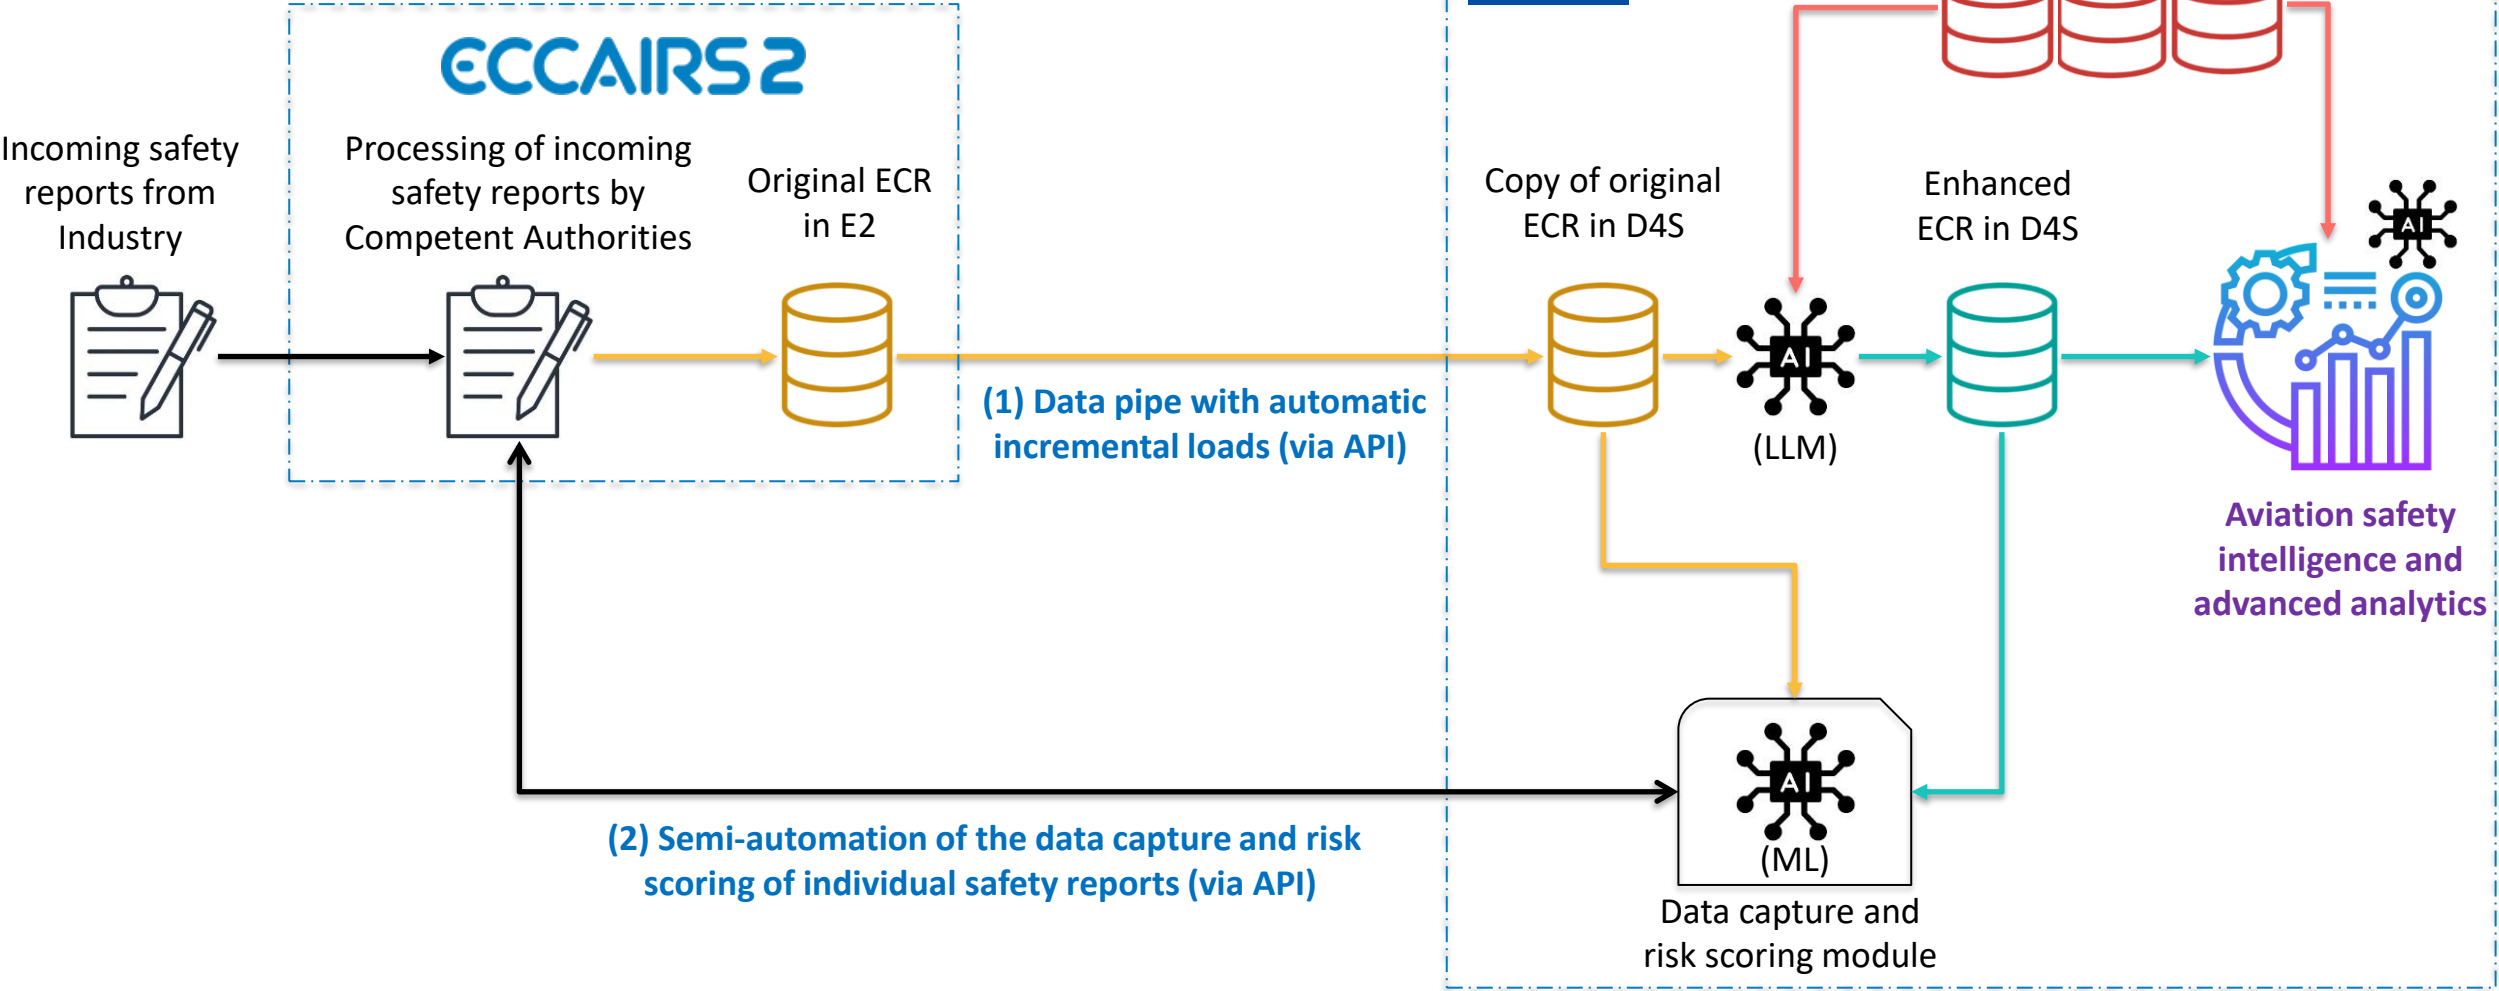 ECCAIRS2
Incoming safety
reports from
Industry
Processing of incoming
safety reports by
Competent Authorities
Original ECR
in E2
(1) Data pipe with automatic
incremental loads (via API)
Copy of original
ECR in D4S
AI
(LLM)
Enhanced
ECR in D4S
AI
Aviation safety
intelligence and
advanced analytics
(2) Semi-automation of the data capture and risk
scoring of individual safety reports (via API)
AI
(ML)
Data capture and
risk scoring module